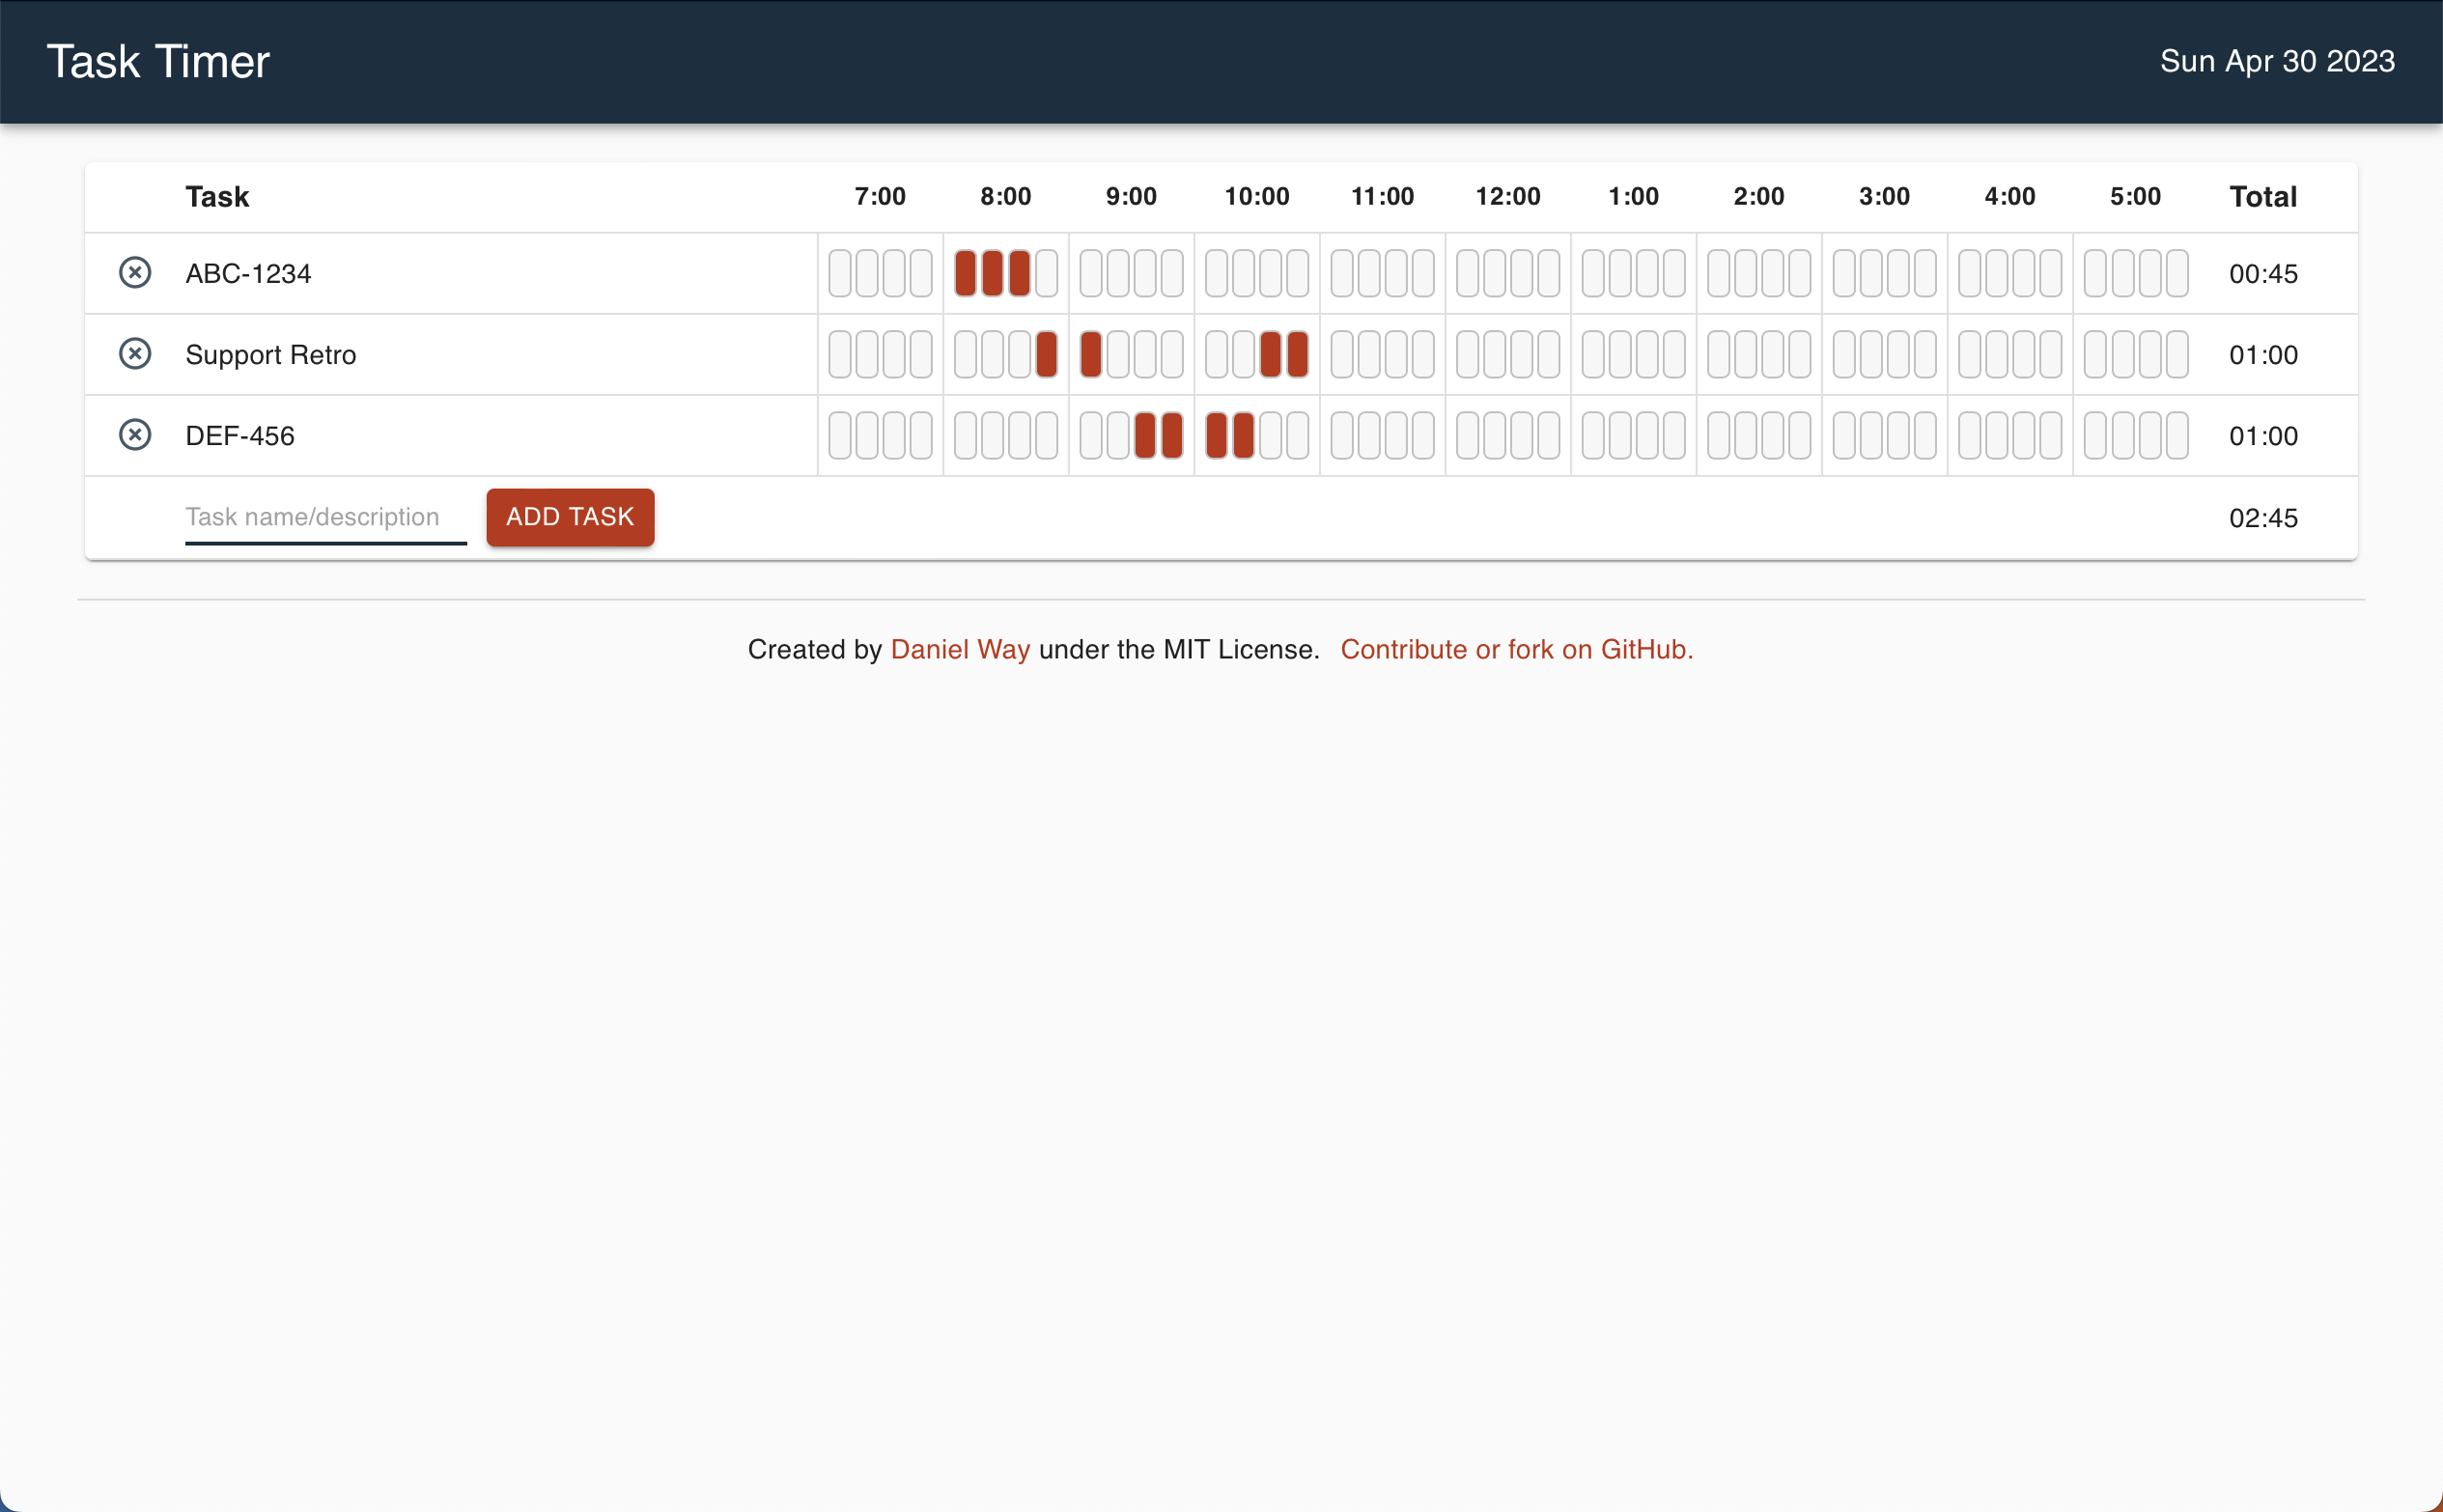 Task Timer Sun Apr 30 2023
Task 7:00 8:00 9:00 10:00 11:00 12:00 1:00 2:00 3:00 4:00 5:00 Total
ABC-1234 00:45
Support Retro 01:00
DEF-456 01:00
Task name/description ADD TASK 02:45
Created by Daniel Way under the MIT License. Contribute or fork on GitHub.